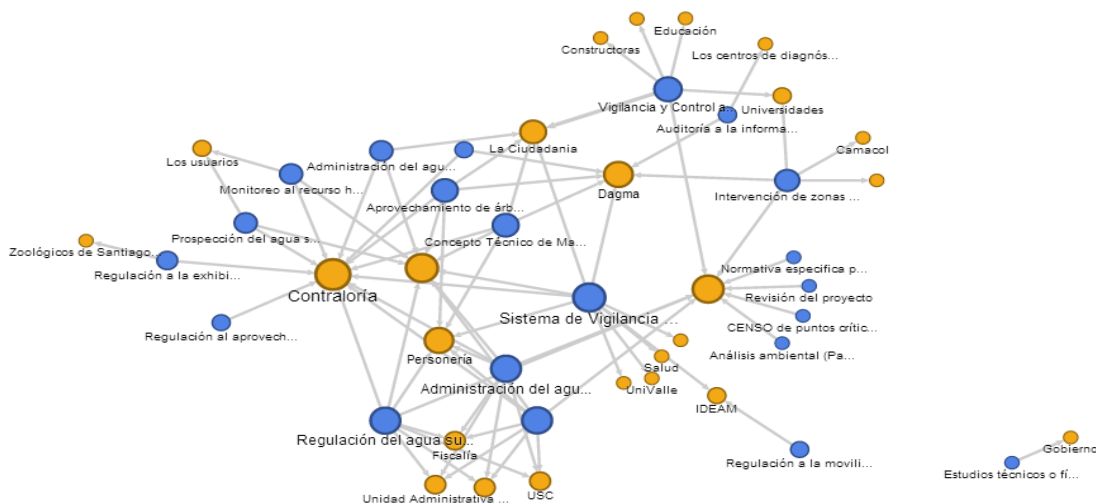 Educación
Constructoras
Los centros de diagnós...
Vigilancia y Control a...
Universidades
Auditoría a la informa...
La Ciudadania
Camacol
Los usuarios
Administración del agu...
Monitoreo al recurso h...
Dagma
Aprovechamiento de árb...
Intervención de zonas ...
Prospección del agua s...
Concepto Técnico de Ma...
Zoológicos de Santiago...
Regulación a la exhibi...
Normativa especifica p...
Contraloría
Revisión del proyecto
Sistema de Vigilancia ...
CENSO de puntos crític...
Regulación al aprovech...
Análisis ambiental (Pa...
Personería
Salud
Administración del agu...
UniValle
IDEAM
Regulación del agua su...
Fiscalía
Gobierno
Regulación a la movili...
Estudios técnicos o fí...
Unidad Administrativa ...
USC